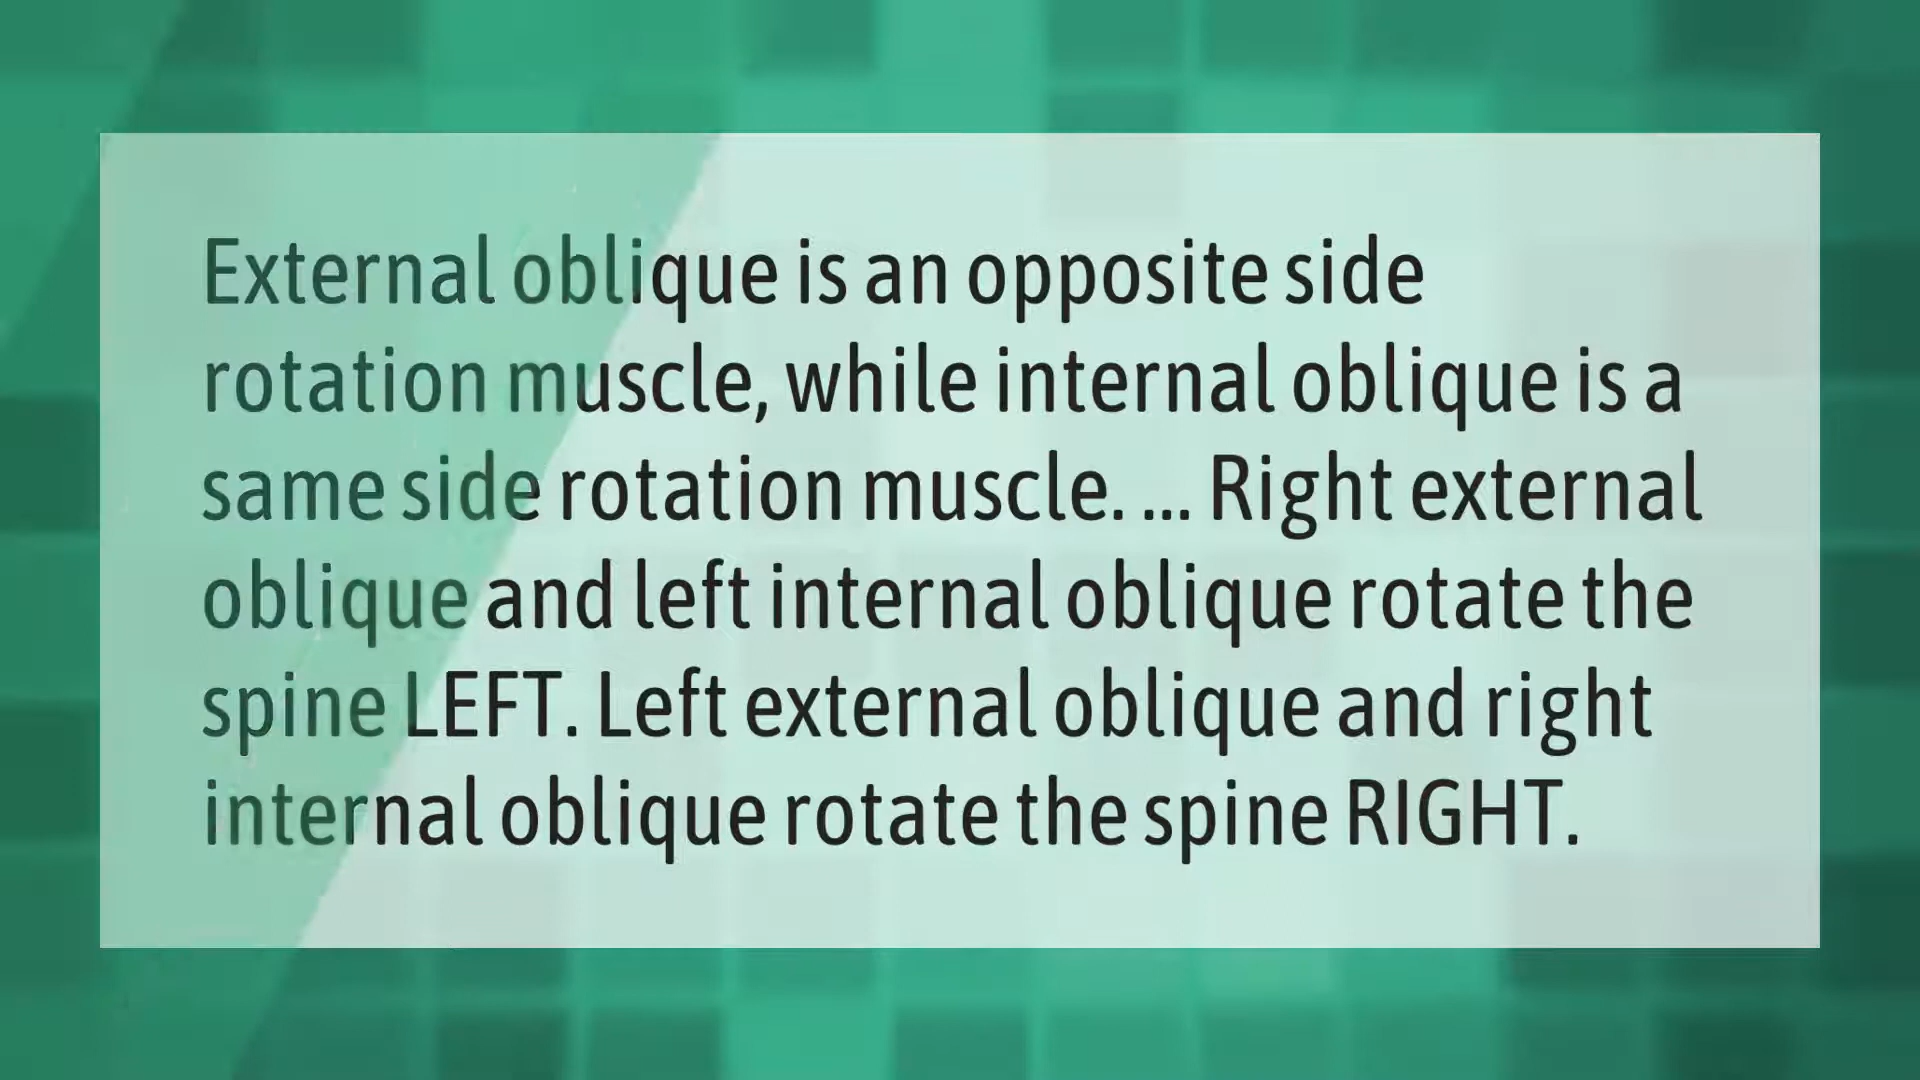 External oblique is an opposite side
rotation muscle, while internal oblique is a
same side rotation muscle. ... Right external
oblique and left internal oblique rotate the
spine LEFT. Left external oblique and right
internal oblique rotate the spine RIGHT.